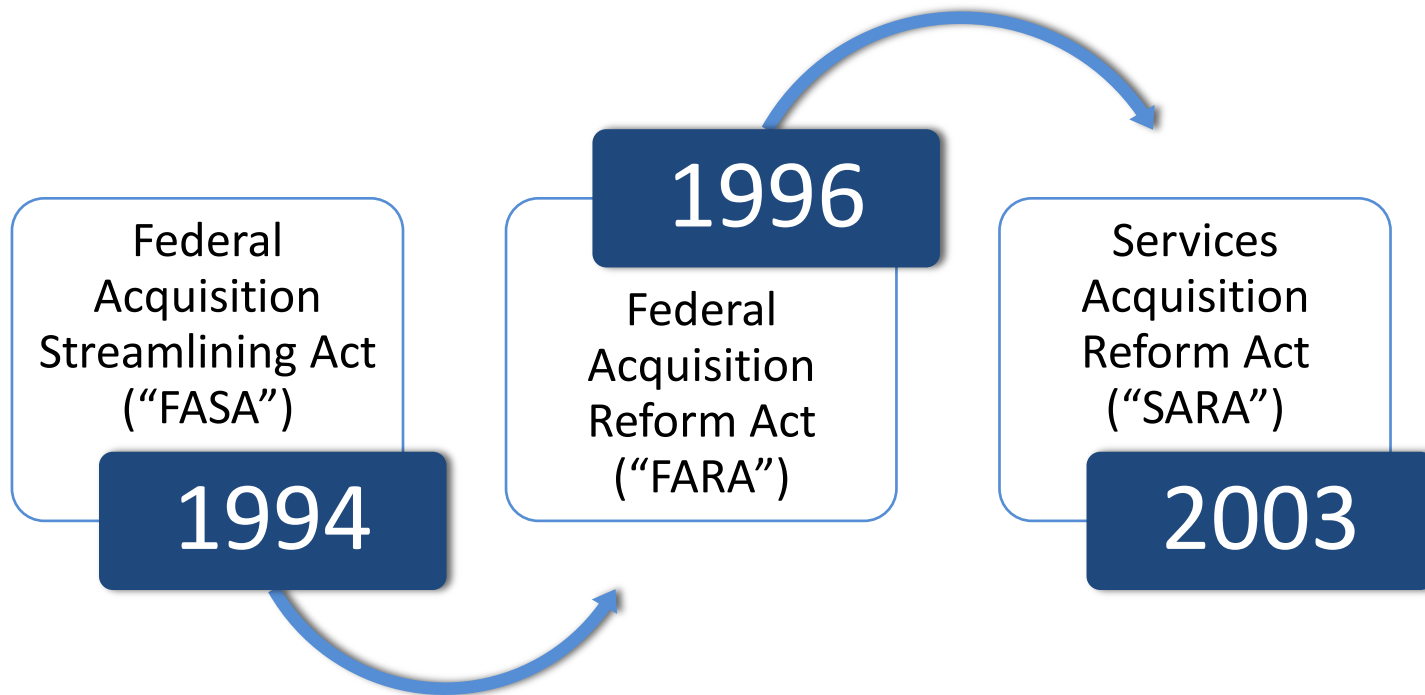 Federal
Acquisition
Streamlining Act
(“FASA”)
1994
1996
Federal
Acquisition
Reform Act
(“FARA”)
Services
Acquisition
Reform Act
(“SARA”)
2003